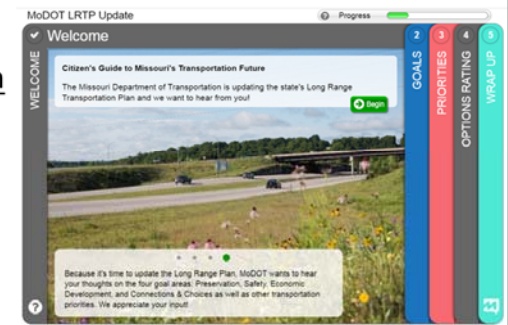 MoDOT LRTP Update
Progress
Welcome
WELCOME
Citizen's Guide to Missouri's Transportation Future
The Missouri Department of Transportation is updating the state's Long Range
Transportation Plan and we want to hear from you!
Begin
Because it's time to update the Long Range Plan, MoDOT wants to hear
your thoughts on the four goal areas: Preservation, Safety, Economic
Development, and Connections & Choices as well as other transportation
priorities. We appreciate your input!
2
GOALS
3
PRIORITIES
4
OPTIONS RATING
5
WRAP UP
?